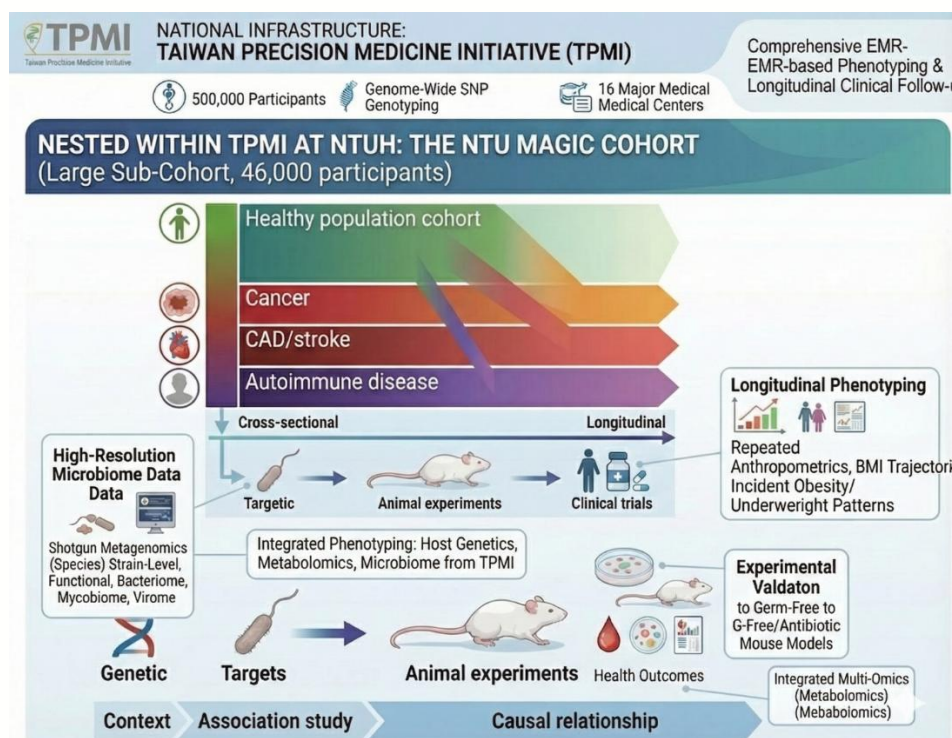 TPMI
Taiwan Procision Medicine Initiative
NATIONAL INFRASTRUCTURE:
TAIWAN PRECISION MEDICINE INITIATIVE (TPMI)
Comprehensive EMR-
EMR-based Phenotyping &
Longitudinal Clinical Follow-u
500,000 Participants
Genome-Wide SNP
Genotyping
16 Major Medical
Medical Centers
NESTED WITHIN TPMI AT NTUH: THE NTU MAGIC COHORT
(Large Sub-Cohort, 46,000 participants)
Healthy population cohort
Cancer
CAD/stroke
Autoimmune disease
Cross-sectional
Longitudinal
Targetic
Animal experiments
Clinical trials
Longitudinal Phenotyping
Repeated
Anthropometrics, BMI Trajectori
Incident Obesity/
Underweight Patterns
High-Resolution
Microbiome Data
Data
Shotgun Metagenomics
(Species) Strain-Level,
Functional, Bacteriome,
Mycobiome, Virome
Integrated Phenotyping: Host Genetics,
Metabolomics, Microbiome from TPMI
Experimental
Valdaton
to Germ-Free to
G-Free/Antibiotic
Mouse Models
Genetic
Targets
Animal experiments
Health Outcomes
Integrated Multi-Omics
(Metabolomics)
(Mebaboiomics)
Context
Association study
Causal relationship